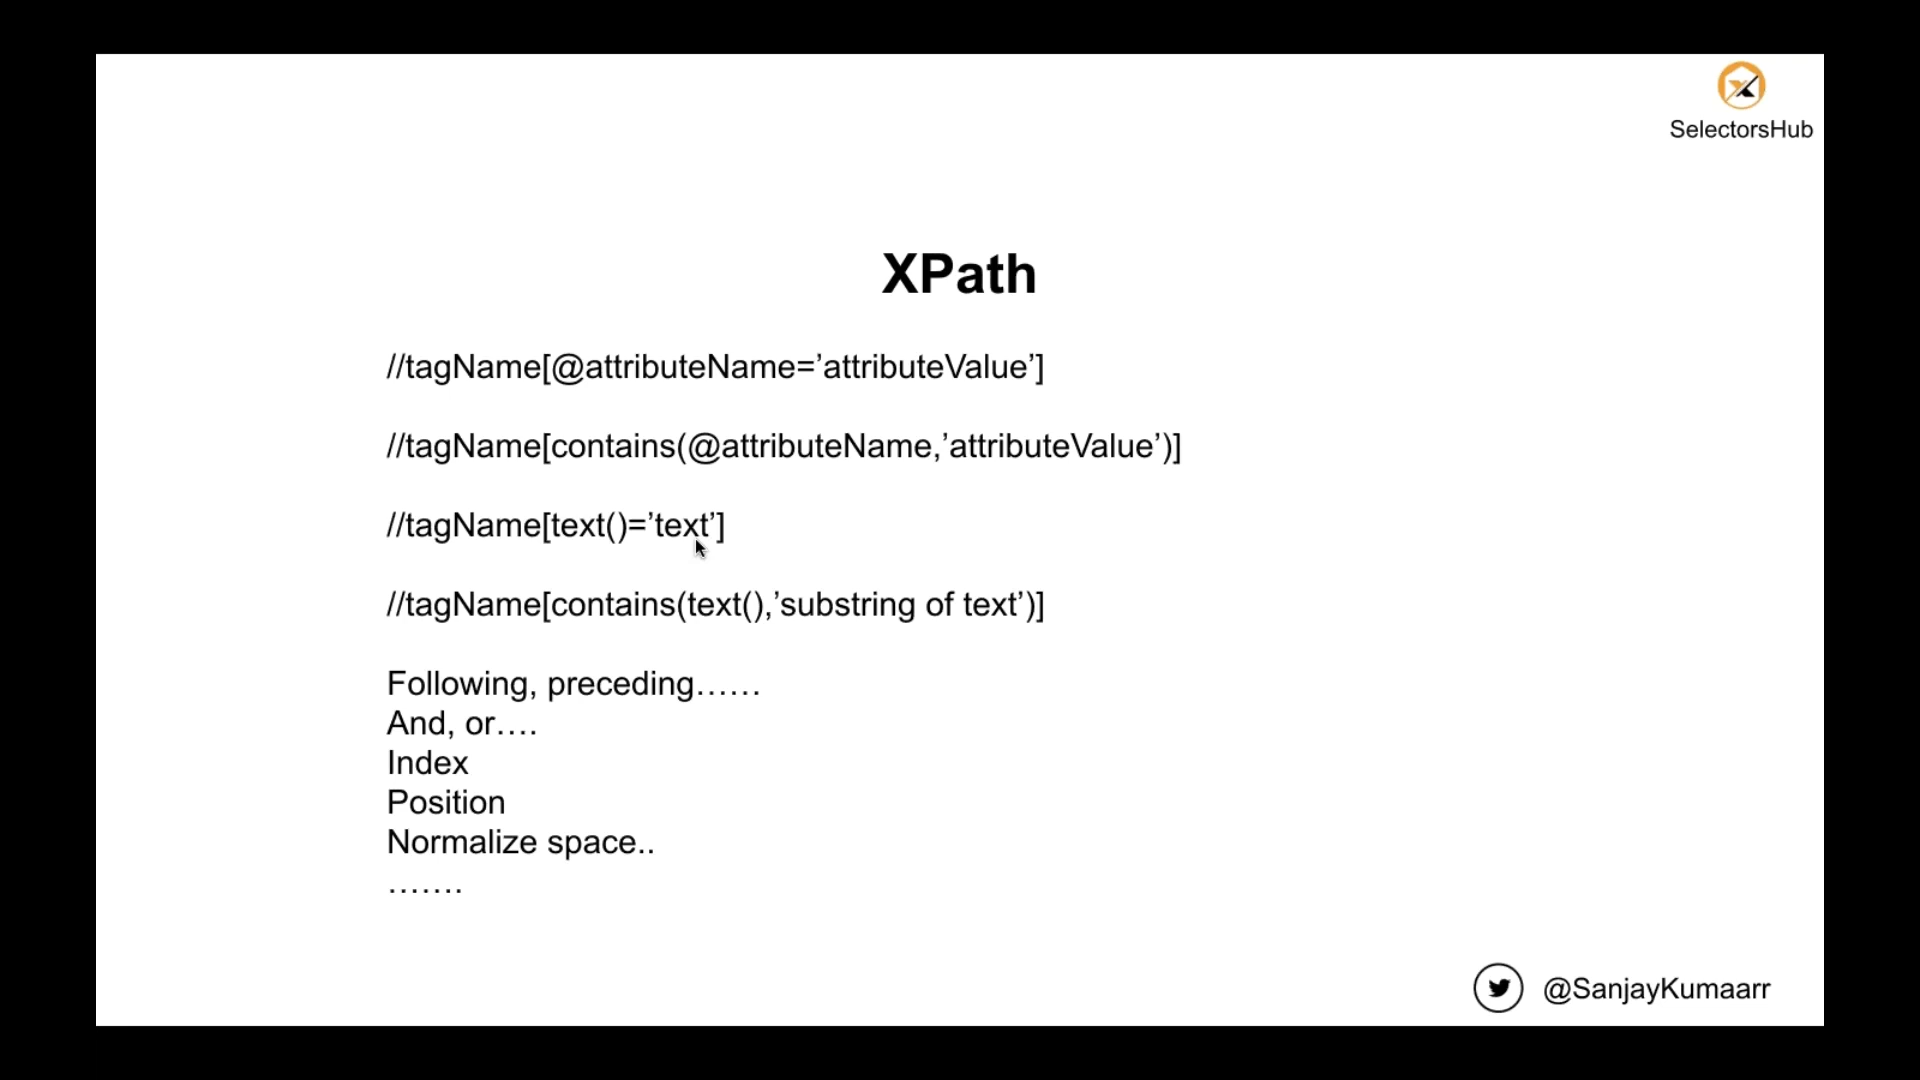 SelectorsHub
XPath
//tagName[@attributeName=’attributeValue’]
//tagName[contains(@attributeName,’attributeValue’)]
//tagName[text()=’text’]
//tagName[contains(text(),’substring of text’)]
Following, preceding……
And, or….
Index
Position
Normalize space..
…….
@SanjayKumaarr